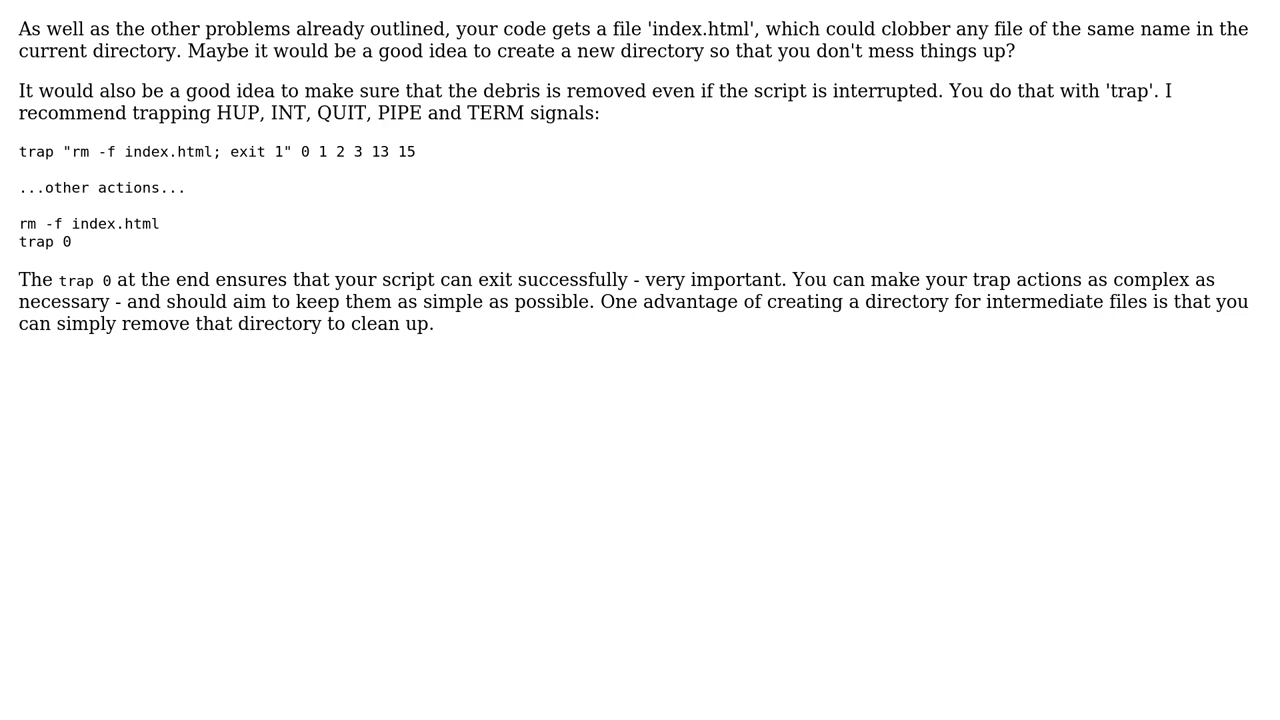 As well as the other problems already outlined, your code gets a file 'index.html', which could clobber any file of the same name in the
current directory. Maybe it would be a good idea to create a new directory so that you don't mess things up?
It would also be a good idea to make sure that the debris is removed even if the script is interrupted. You do that with 'trap'. I
recommend trapping HUP, INT, QUIT, PIPE and TERM signals:
trap "rm -f index.html; exit 1" 0 1 2 3 13 15
...other actions...
rm -f index.html
trap 0
The trap 0 at the end ensures that your script can exit successfully - very important. You can make your trap actions as complex as
necessary - and should aim to keep them as simple as possible. One advantage of creating a directory for intermediate files is that you
can simply remove that directory to clean up.